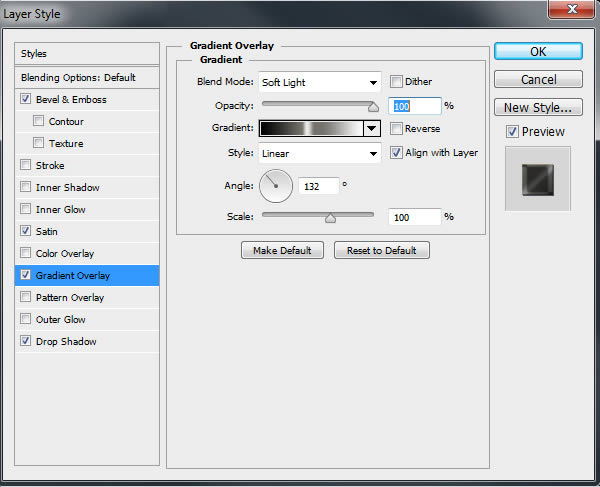 Layer Style
Styles
Blending Options: Default
Bevel & Emboss
Contour
Texture
Stroke
Inner Shadow
Inner Glow
Satin
Color Overlay
Gradient Overlay
Pattern Overlay
Outer Glow
Drop Shadow
Gradient Overlay
Gradient
Blend Mode: Soft Light Dither
Opacity: 100 %
Gradient: Reverse
Style: Linear Align with Layer
Angle: 132 °
Scale: 100 %
Make Default Reset to Default
OK
Cancel
New Style...
Preview